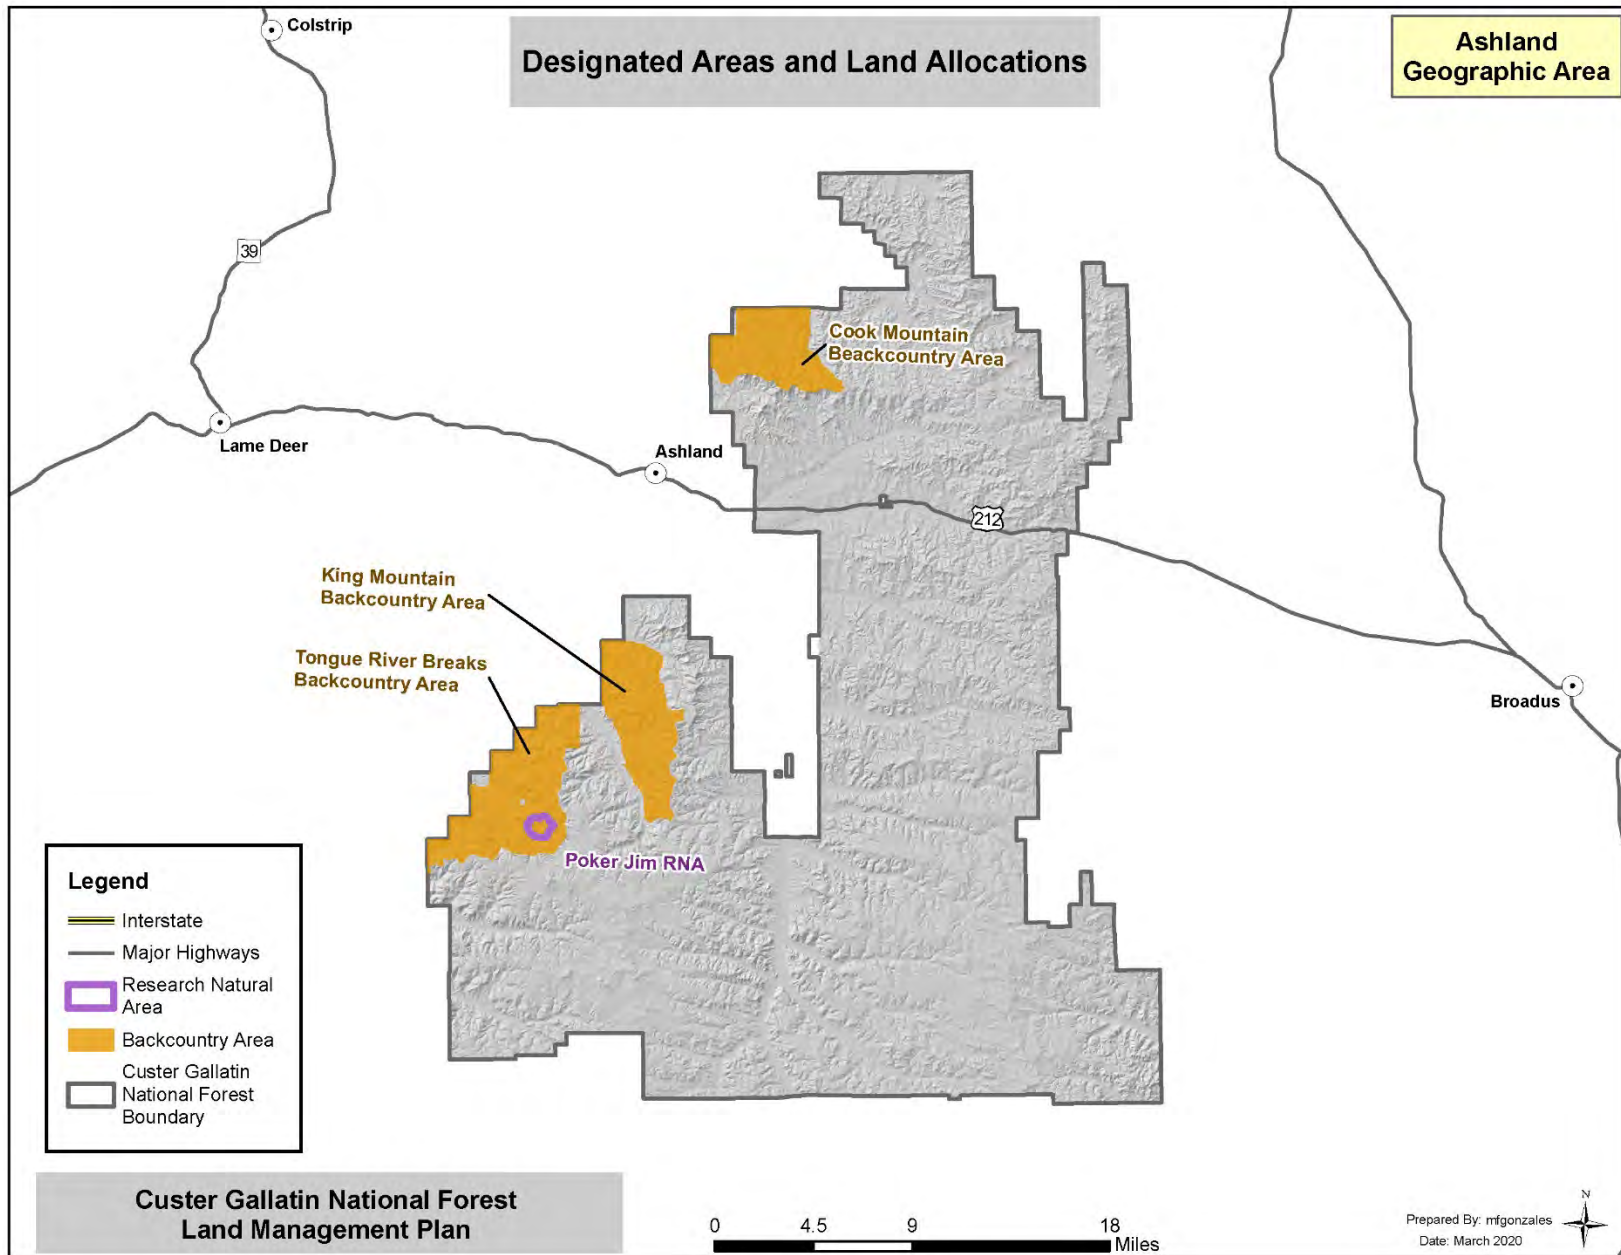 Colstrip
Designated Areas and Land Allocations
Ashland
Geographic Area
39
Cook Mountain
Beackcountry Area
Lame Deer
Ashland
212
King Mountain
Backcountry Area
Tongue River Breaks
Backcountry Area
Broadus
Poker Jim RNA
Legend
Interstate
Major Highways
Research Natural
Area
Backcountry Area
Custer Gallatin
National Forest
Boundary
Custer Gallatin National Forest
Land Management Plan
0 4.5 9 18
Miles
Prepared By: mfgonzales
Date: March 2020
N